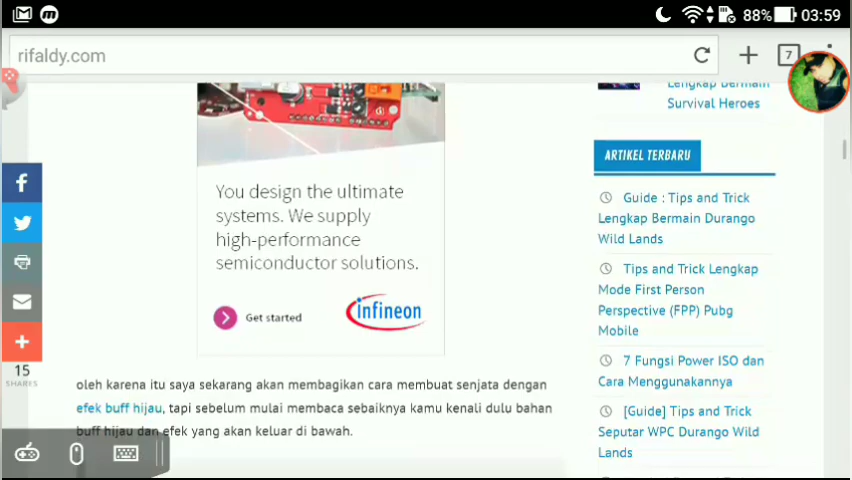 88% 03:59
rifaldy.com
7
Lengkap Bermain
Survival Heroes
ARTIKEL TERBARU
Guide : Tips and Trick
Lengkap Bermain Durango
Wild Lands
Tips and Trick Lengkap
Mode First Person
Perspective (FPP) Pubg
Mobile
7 Fungsi Power ISO dan
Cara Menggunakannya
[Guide] Tips and Trick
Seputar WPC Durango Wild
Lands
You design the ultimate
systems. We supply
high-performance
semiconductor solutions.
Get started
infineon
15
SHARES
oleh karena itu saya sekarang akan membagikan cara membuat senjata dengan
efek buff hijau, tapi sebelum mulai membaca sebaiknya kamu kenali dulu bahan
buff hijau dan efek yang akan keluar di bawah.